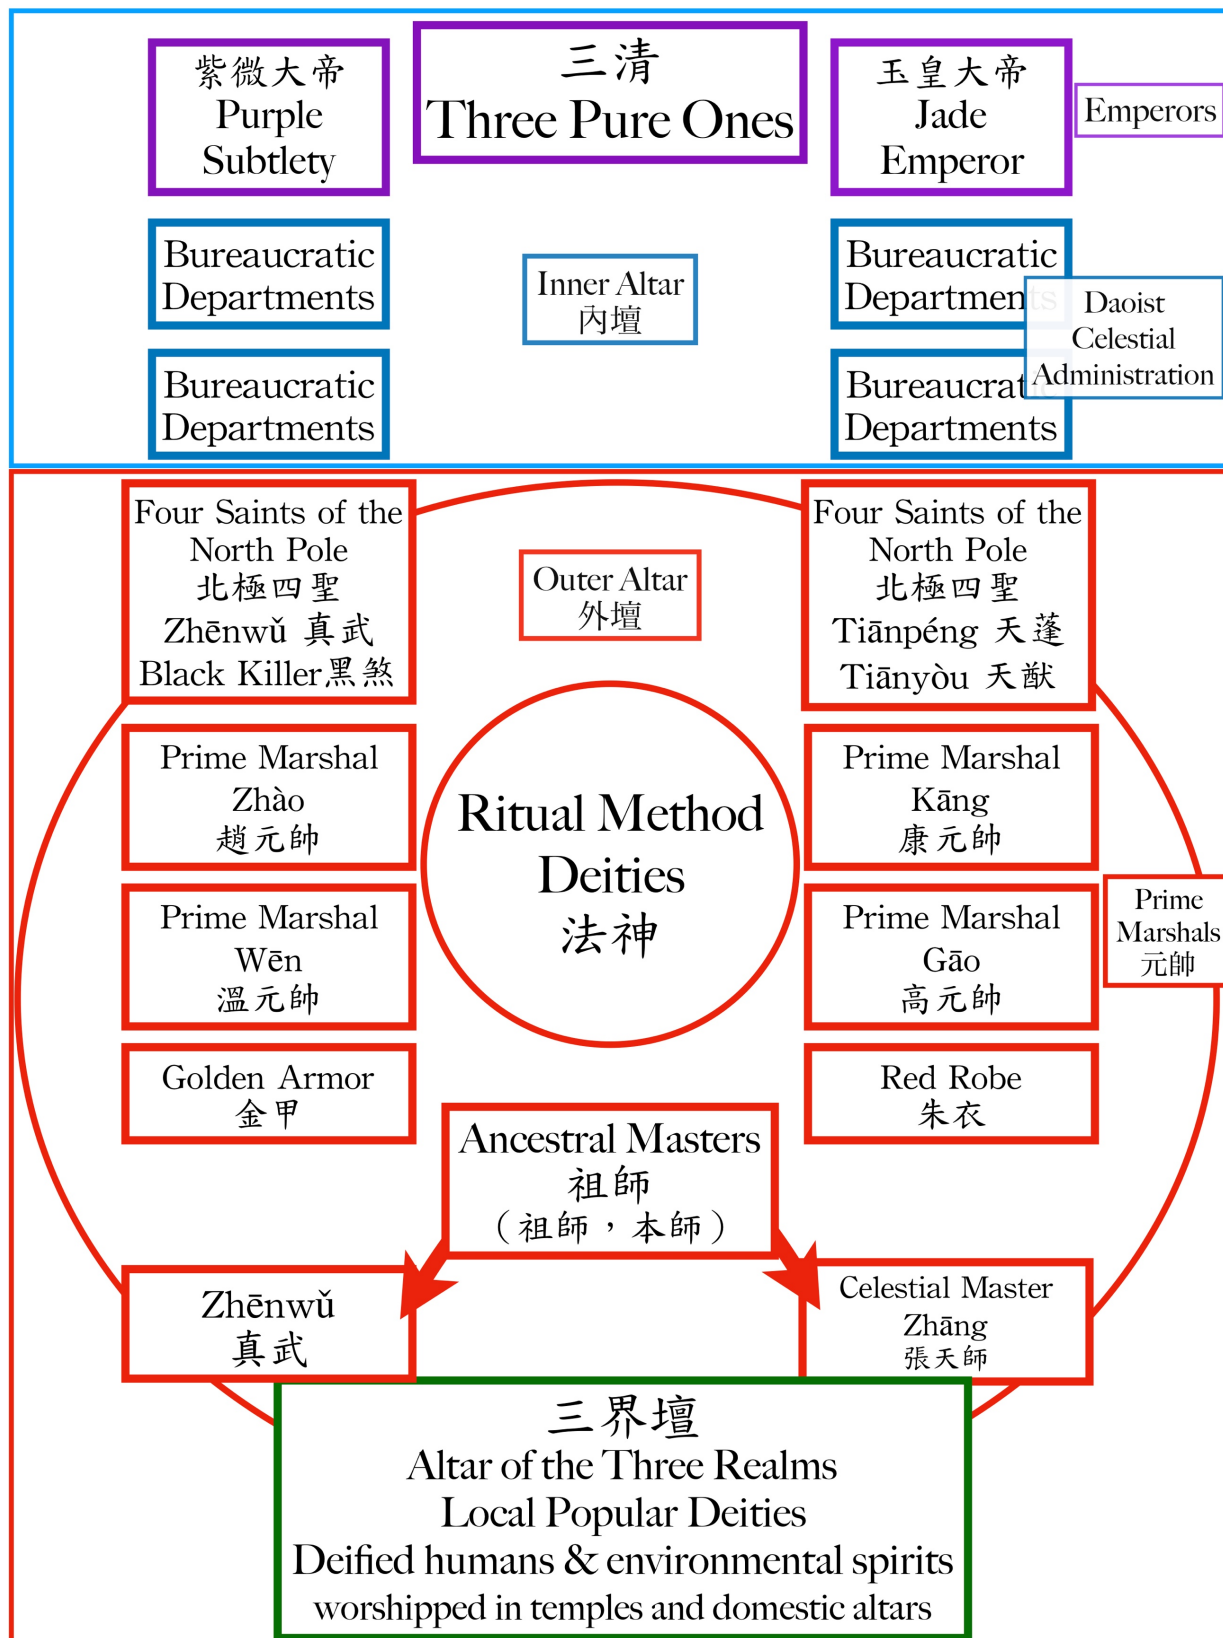 紫微大帝
Purple
Subtlety
三清
Three Pure Ones
玉皇大帝
Jade
Emperor
Emperors
Bureaucratic
Departments
Inner Altar
內壇
Bureaucratic
Departments
Daoist
Celestial
Administration
Bureaucratic
Departments
Bureaucratic
Departments
Four Saints of the
North Pole
北極四聖
Zhēnwǔ 真武
Black Killer黑煞
Outer Altar
外壇
Four Saints of the
North Pole
北極四聖
Tiānpéng 天蓬
Tiānyòu 天猷
Prime Marshal
Zhào
趙元帥
Ritual Method
Deities
法神
Prime Marshal
Kāng
康元帥
Prime Marshal
Wēn
溫元帥
Prime Marshal
Gāo
高元帥
Prime
Marshals
元帥
Golden Armor
金甲
Red Robe
朱衣
Ancestral Masters
祖師
（祖師，本師）
Zhēnwǔ
真武
Celestial Master
Zhāng
張天師
三界壇
Altar of the Three Realms
Local Popular Deities
Deified humans & environmental spirits
worshipped in temples and domestic altars